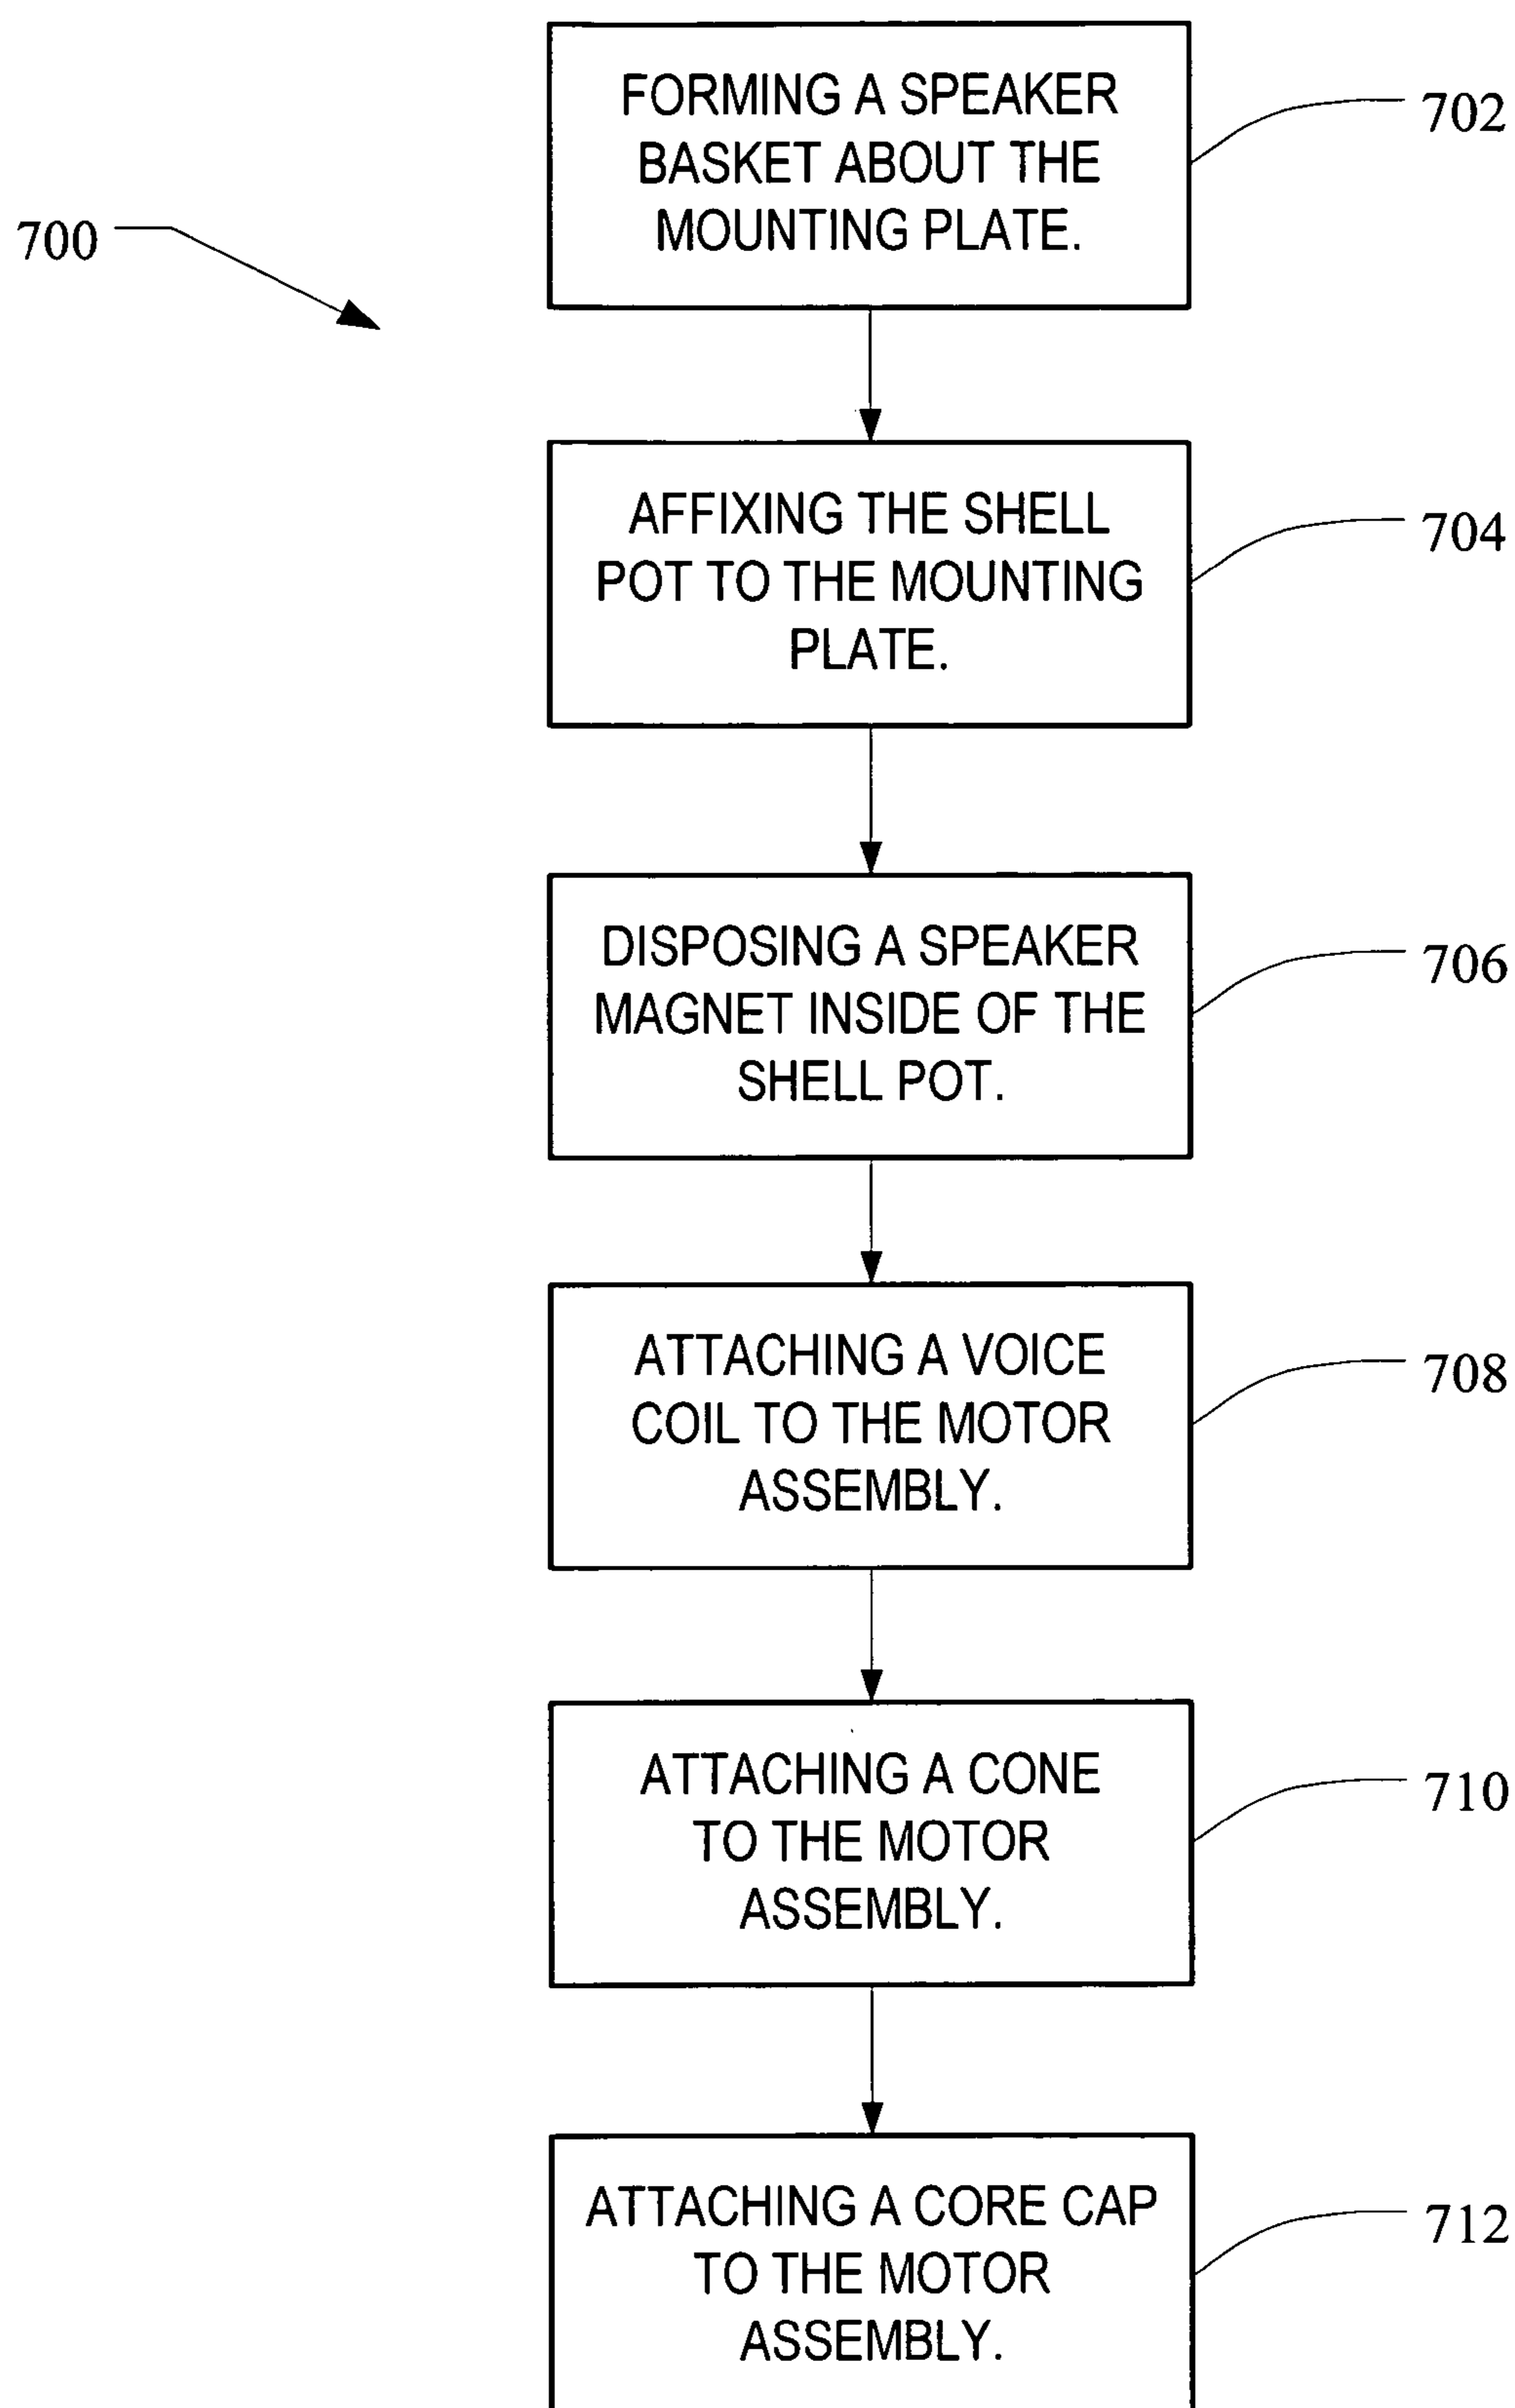 FORMING A SPEAKER
BASKET ABOUT THE
MOUNTING PLATE.
702
700
AFFIXING THE SHELL
POT TO THE MOUNTING
PLATE.
704
DISPOSING A SPEAKER
MAGNET INSIDE OF THE
SHELL POT.
706
ATTACHING A VOICE
COIL TO THE MOTOR
ASSEMBLY.
708
ATTACHING A CONE
TO THE MOTOR
ASSEMBLY.
710
ATTACHING A CORE CAP
TO THE MOTOR
ASSEMBLY.
712